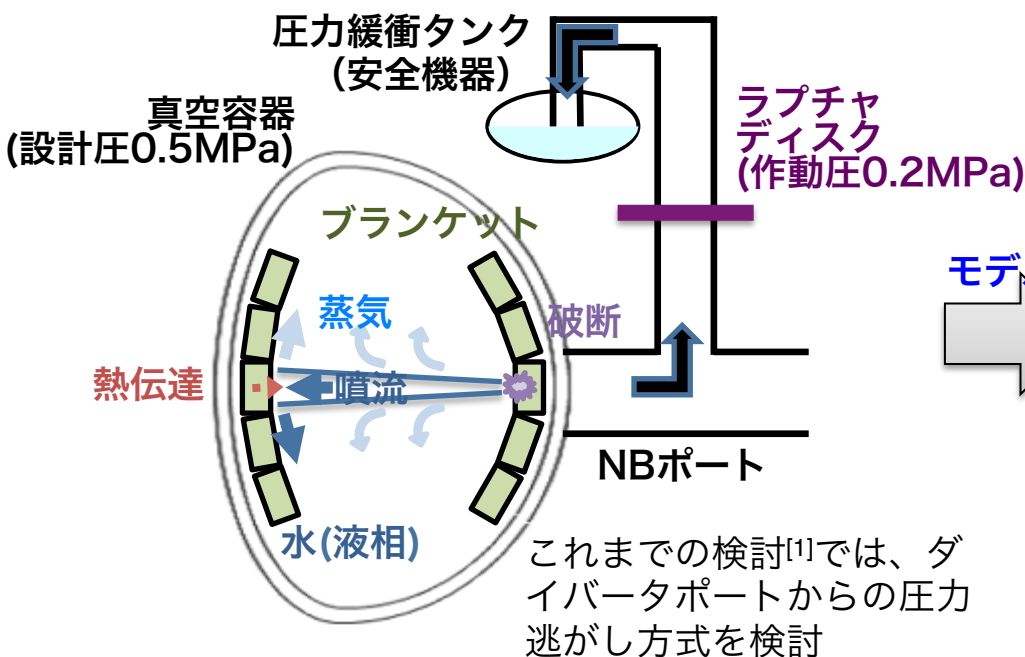 圧力緩衝タンク
(安全機器)
真空容器
(設計圧0.5MPa)
ラプチャ
ディスク
(作動圧0.2MPa)
ブランケット
モデ
蒸気
破断
熱伝達
噴流
NBポート
水(液相)
これまでの検討[1]では、ダ
イバータポートからの圧力
逃がし方式を検討